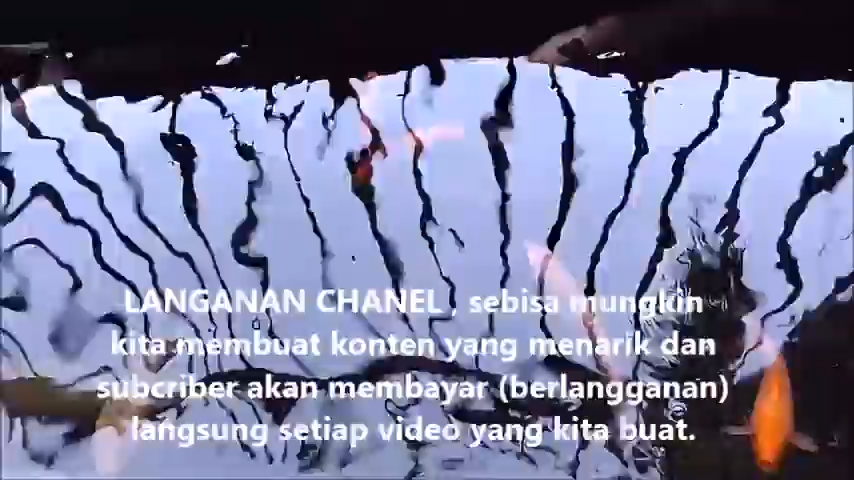 LANGANAN CHANEL , sebisa mungkin
kita membuat konten yang menarik dan
subcriber akan membayar (berlangganan)
langsung setiap video yang kita buat.